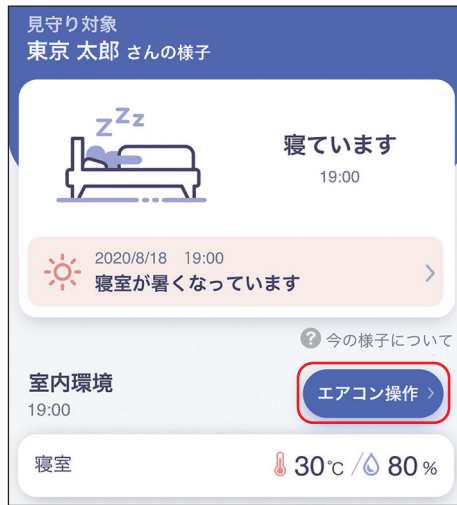 見守り対象
東京 太郎 さんの様子
zZz
寝ています
19:00
2020/8/18 19:00
寝室が暑くなっています
? 今の様子について
室内環境
19:00
エアコン操作
寝室
30℃ / 80 %